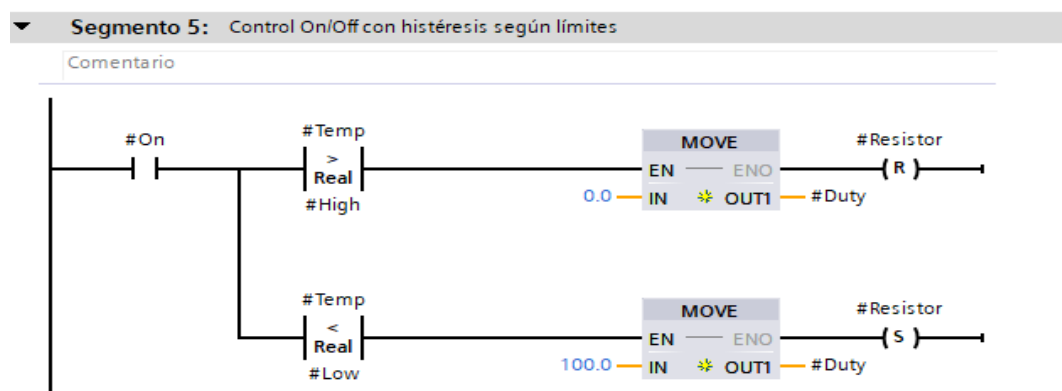 Segmento 5: Control On/Off con histéresis según límites
Comentario
#On
#Temp
>
Real
#High
MOVE
EN ENO
0.0 IN OUT1 #Duty
#Resistor
R
#Temp
<
Real
#Low
MOVE
EN ENO
100.0 IN OUT1 #Duty
#Resistor
S